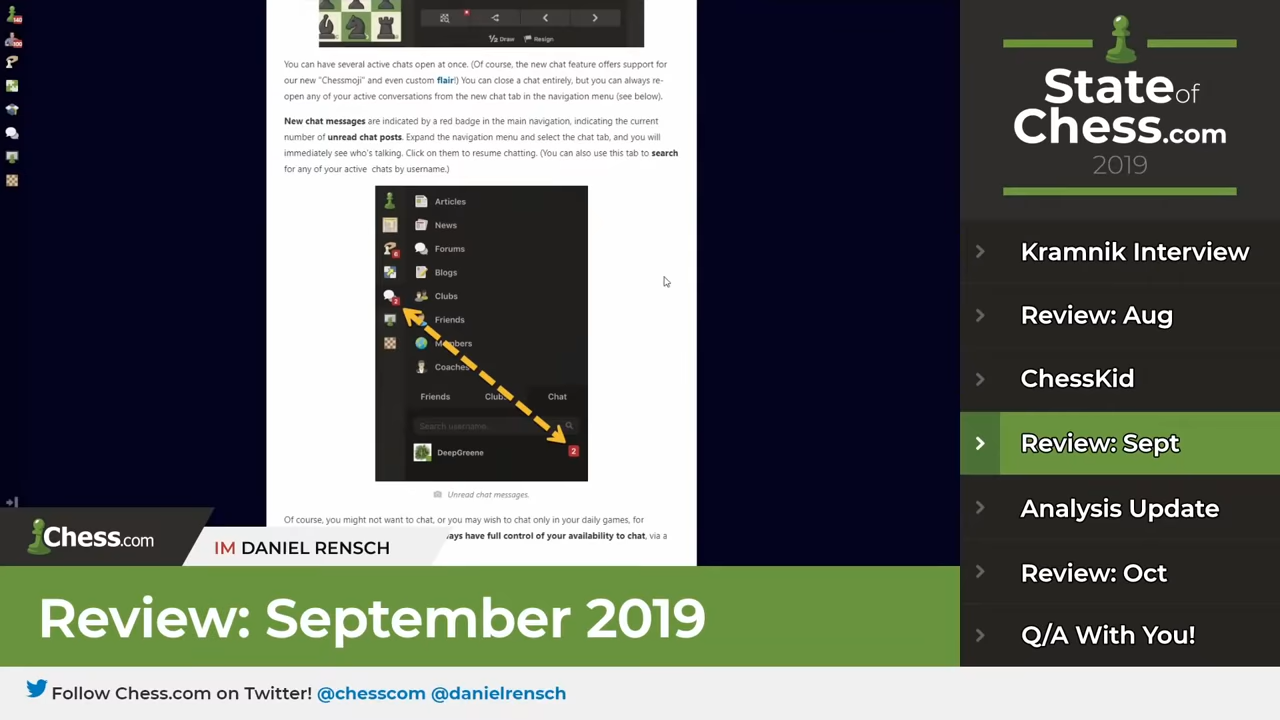 140
100
½ Draw
Resign
You can have several active chats open at once. (Of course, the new chat feature offers support for
our new "Chessmoji" and even custom flair!) You can close a chat entirely, but you can always re-
open any of your active conversations from the new chat tab in the navigation menu (see below).
New chat messages are indicated by a red badge in the main navigation, indicating the current
number of unread chat posts. Expand the navigation menu and select the chat tab, and you will
immediately see who's talking. Click on them to resume chatting. (You can also use this tab to search
for any of your active chats by username.)
Articles
News
Forums
6
Blogs
Clubs
2
Friends
Members
Coaches
Friends
Clubs
Chat
Search username...
DeepGreene
2
Unread chat messages.
Of course, you might not want to chat, or you may wish to chat only in your daily games, for
have full control of your availability to chat, via a
Chess.com
IM DANIEL RENSCH
Review: September 2019
Follow Chess.com on Twitter! @chesscom @danielrensch
State of
Chess.com
2019
Kramnik Interview
Review: Aug
ChessKid
Review: Sept
Analysis Update
Review: Oct
Q/A With You!